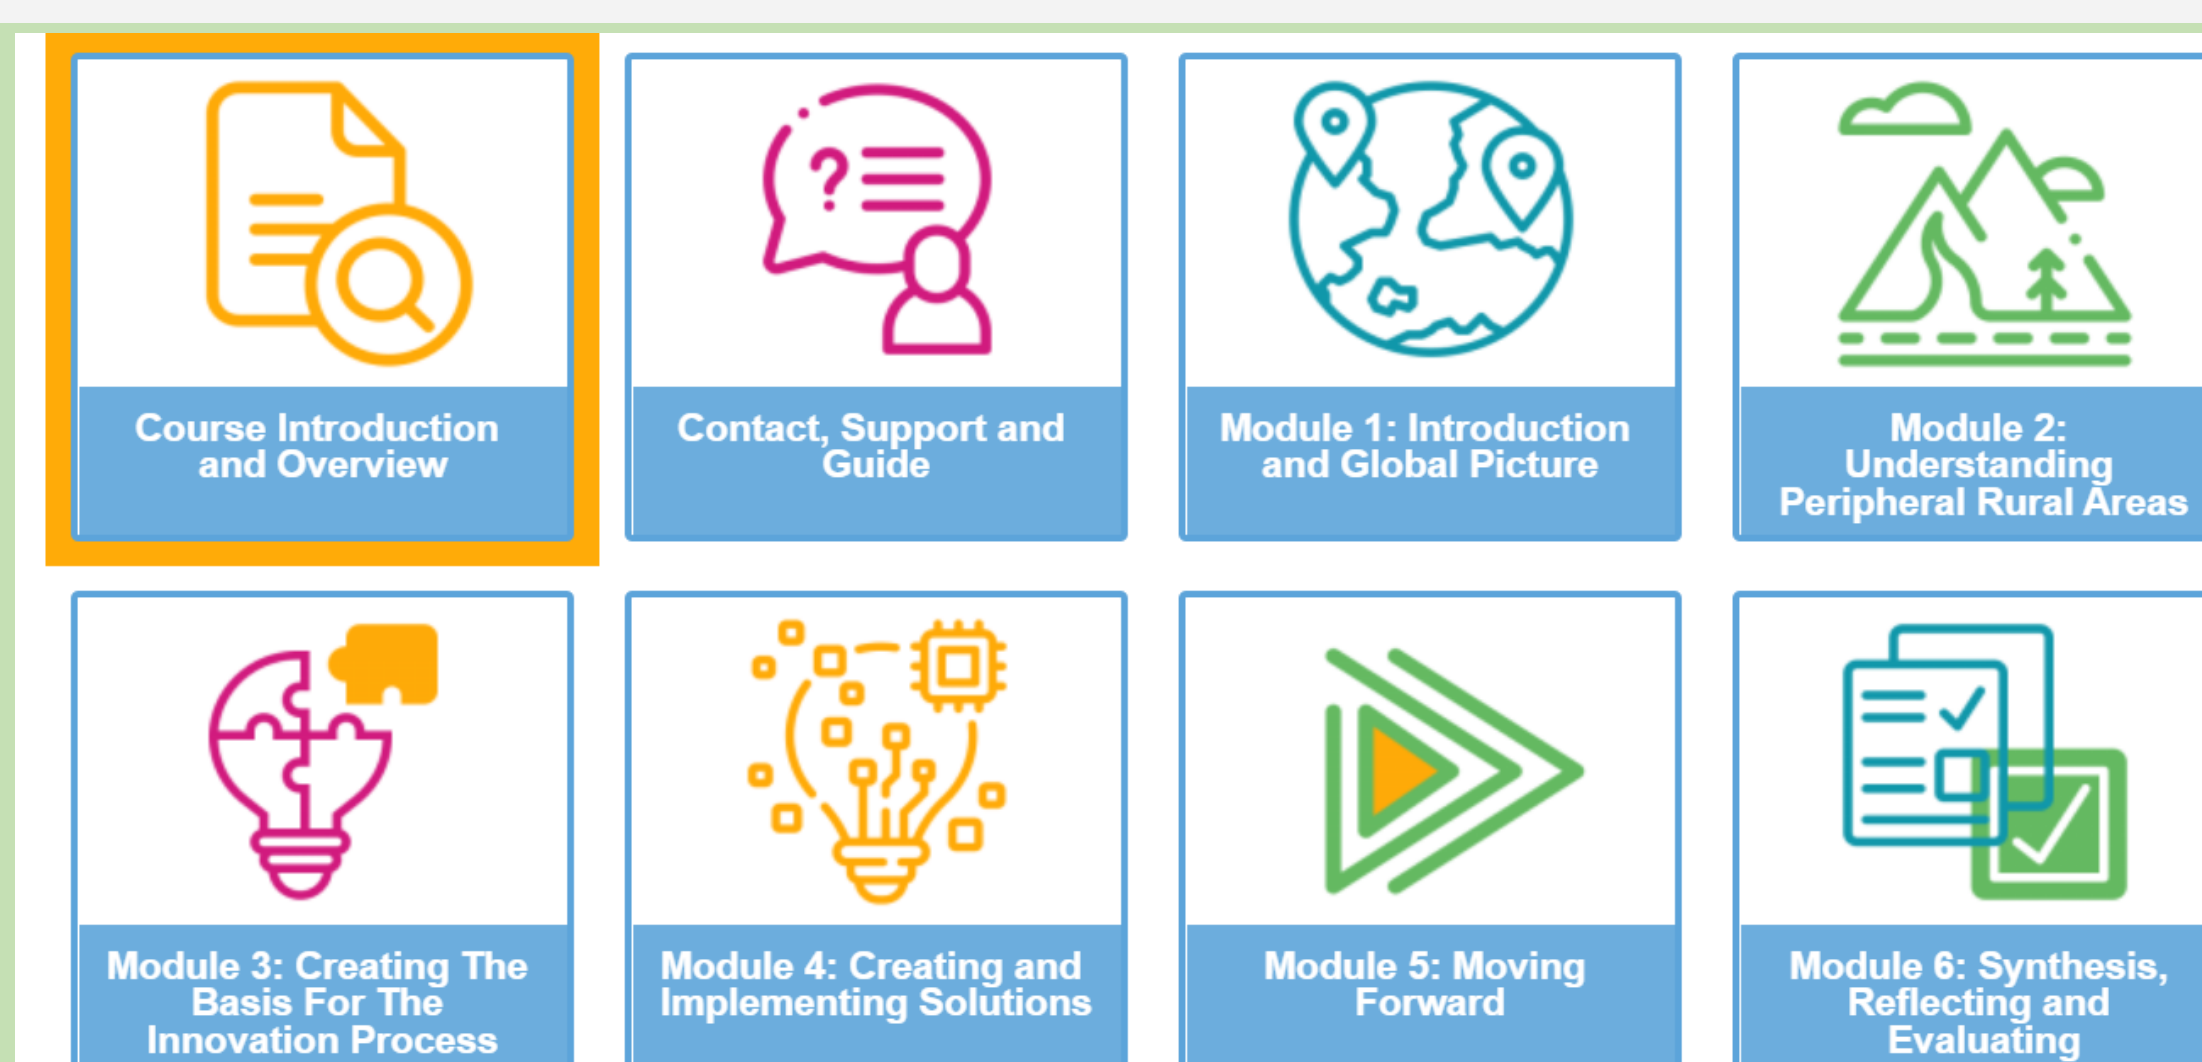 Course Introduction
and Overview
Contact, Support and
Guide
Module 1: Introduction
and Global Picture
Module 2:
Understanding
Peripheral Rural Areas
?
Module 3: Creating The
Basis For The
Innovation Process
Module 4: Creating and
Implementing Solutions
Module 5: Moving
Forward
Module 6: Synthesis,
Reflecting and
Evaluating